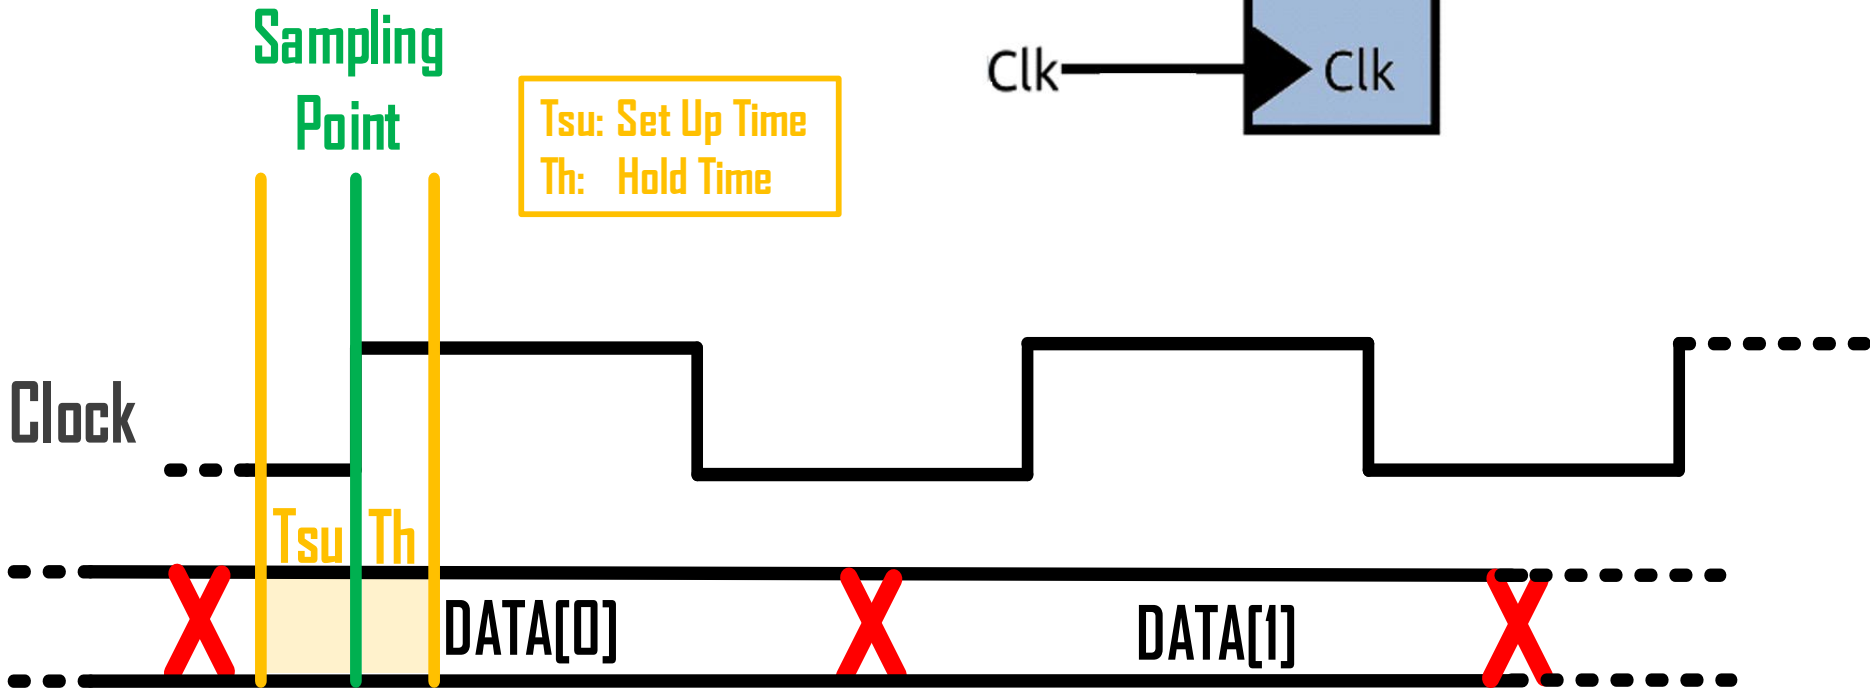 Sampling
Point
Clk
Clk
Tsu: Set Up Time
Th: Hold Time
Clock
Tsu
Th
DATA[0]
DATA[1]